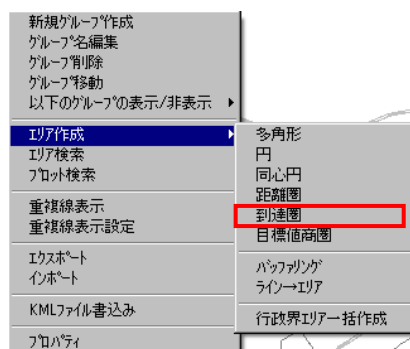 新規ｸﾞﾙｰﾌﾟ作成
ｸﾞﾙｰﾌﾟ名編集
ｸﾞﾙｰﾌﾟ削除
ｸﾞﾙｰﾌﾟ移動
以下のｸﾞﾙｰﾌﾟの表示/非表示
ｴﾘｱ作成
ｴﾘｱ検索
ﾌﾟﾛｯﾄ検索
重複線表示
重複線表示設定
ｴｸｽﾎﾟｰﾄ
ｲﾝﾎﾟｰﾄ
KMLﾌｧｲﾙ書込み
ﾌﾟﾛﾊﾟﾃｨ
多角形
円
同心円
距離圏
到達圏
目標値商圏
ﾊﾞｯﾌｧﾘﾝｸﾞ
ﾗｲﾝ→ｴﾘｱ
行政界ｴﾘｱ一括作成